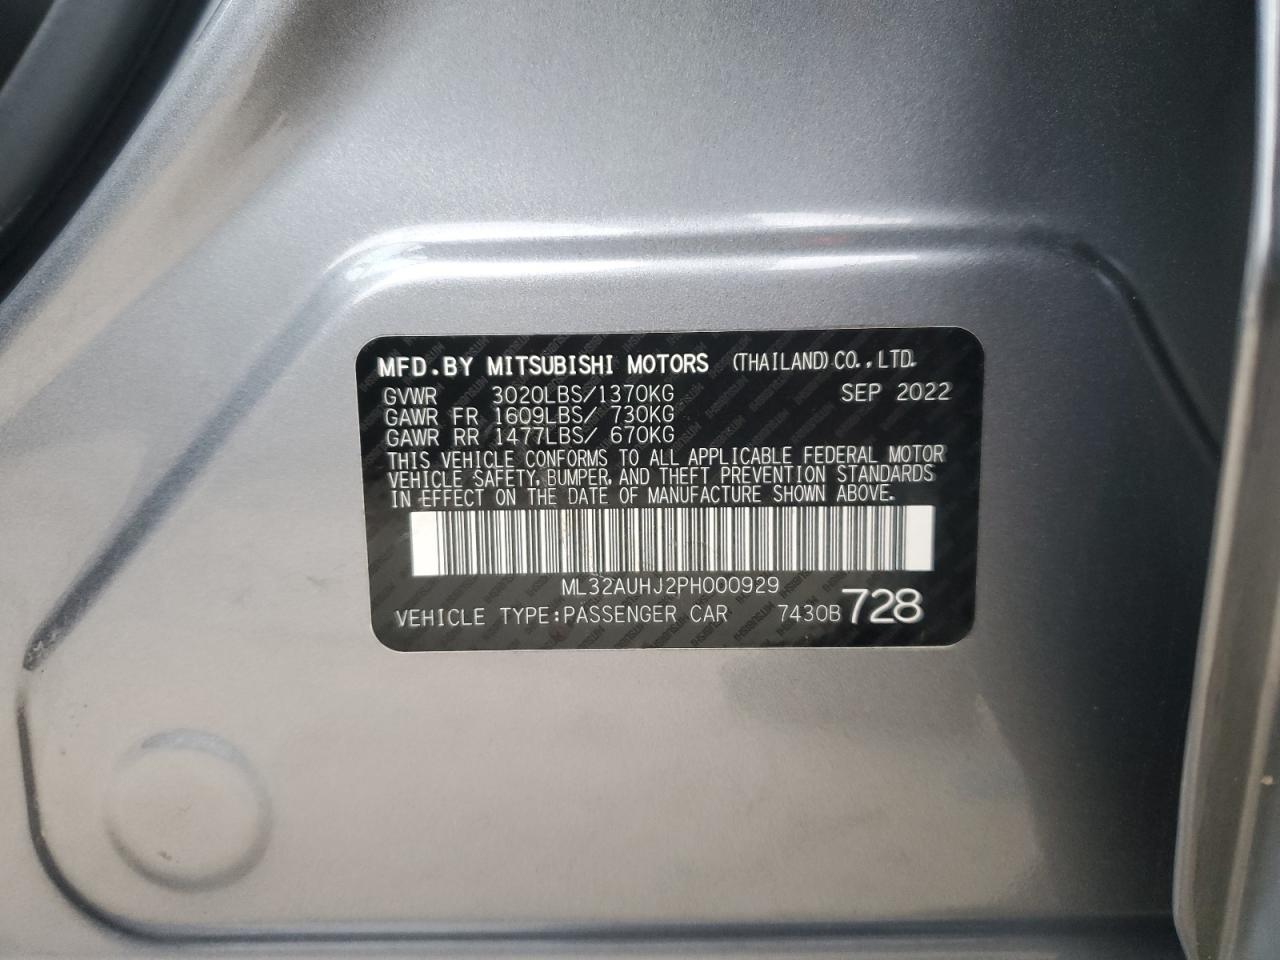 MFD.BY MITSUBISHI MOTORS (THAILAND) CO.,LTD.
GVWR 3020LBS/1370KG SEP 2022
GAWR FR 1609LBS/ 730KG
GAWR RR 1477LBS/ 670KG
THIS VEHICLE CONFORMS TO ALL APPLICABLE FEDERAL MOTOR
VEHICLE SAFETY, BUMPER, AND THEFT PREVENTION STANDARDS
IN EFFECT ON THE DATE OF MANUFACTURE SHOWN ABOVE.
ML32AUHJ2PH000929
VEHICLE TYPE:PASSENGER CAR 7430B 728